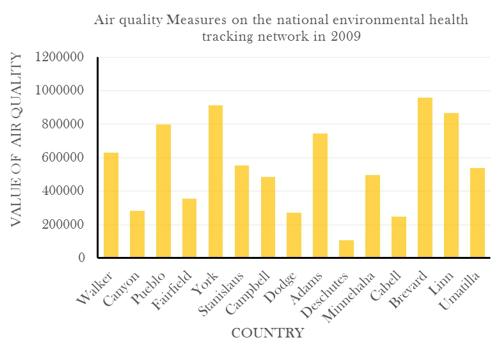 Air quality Measures on the national environmental health
tracking network in 2009
VALUE OF AIR QUALITY
1200000
1000000
800000
600000
400000
200000
0
Walker
Canyon
Pueblo
Fairfield
York
Stanislaus
Campbell
Dodge
Adams
Deschutes
Minnehaha
Cabell
Brevard
Linn
Umatilla
COUNTRY